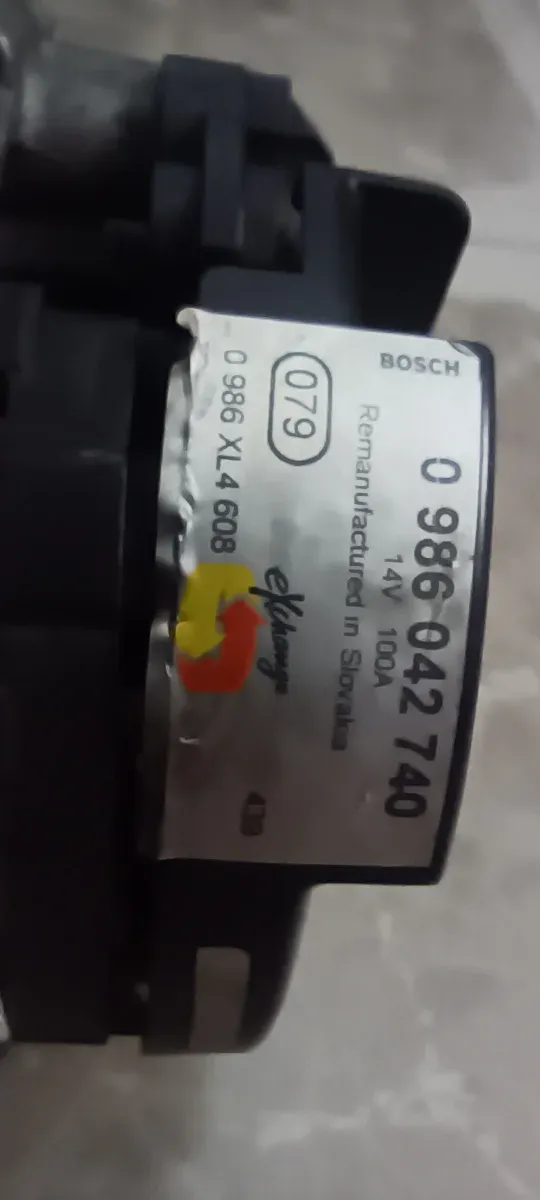 BOSCH
0 986 042 740
14V 100A
Remanufactured in Slovakia
079
eXchange
0 986 XL4 608